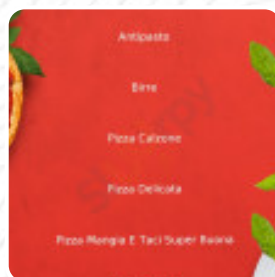 Antipasto
Birre
Pizza Calzone
Pizza Delicata
Pizza Mangia E Taci Super Buona